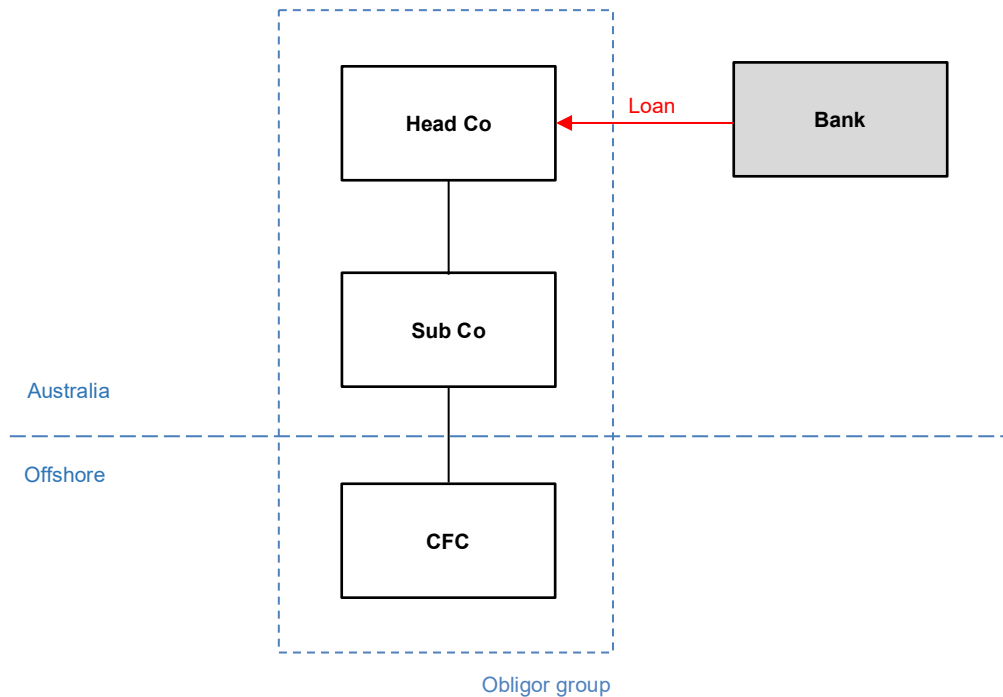 Head Co
Loan
Bank
Sub Co
Australia
Offshore
CFC
Obligor group